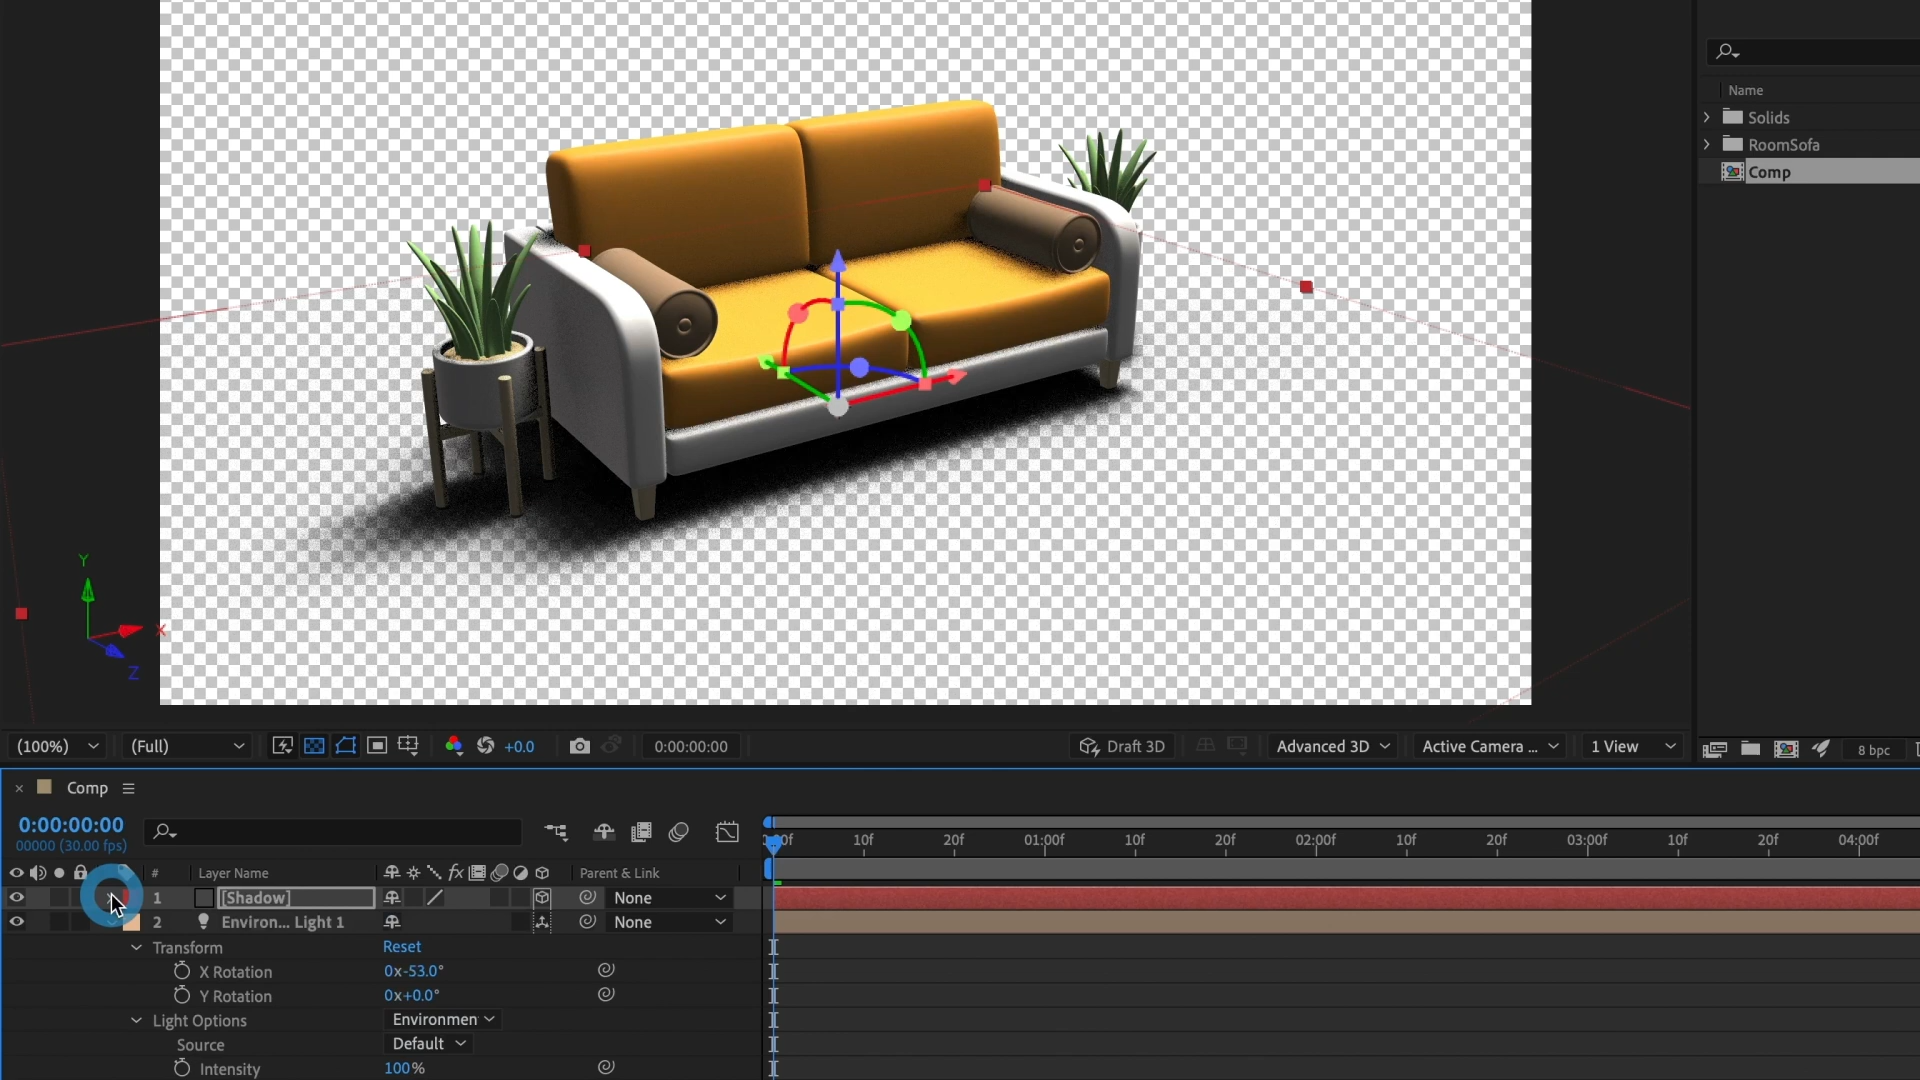 Name
Solids
RoomSofa
Comp
Y
X
Z
(100%) (Full) +0.0 0:00:00:00 Draft 3D Advanced 3D Active Camera ... 1 View 8 bpc
Comp
0:00:00:00
00000 (30.00 fps)
0f 10f 20f 01:00f 10f 20f 02:00f 10f 20f 03:00f 10f 20f 04:00f
# Layer Name fx Parent & Link
1 [Shadow] None
2 Environ... Light 1 None
Transform Reset
X Rotation 0x-53.0°
Y Rotation 0x+0.0°
Light Options Environmen
Source Default
Intensity 100%